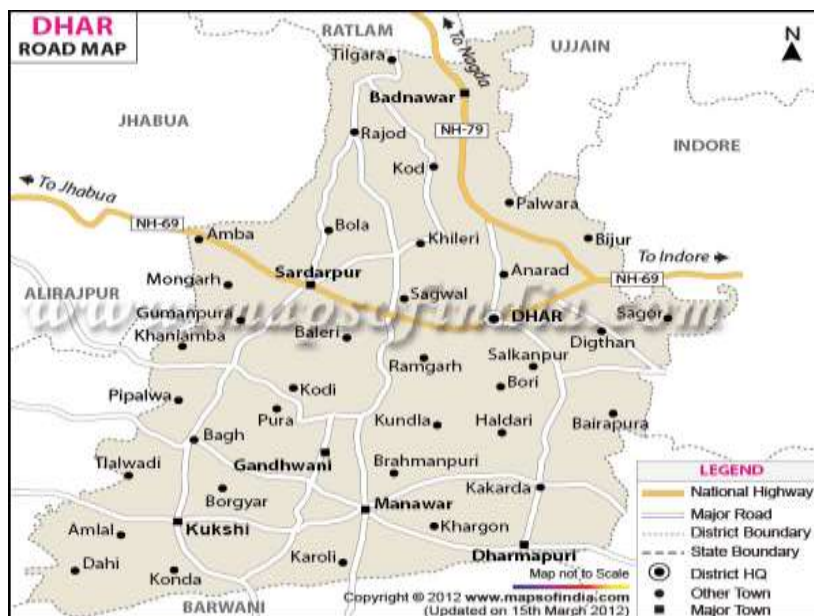 DHAR
ROAD MAP
RATLAM
To Nagda
UJJAIN
N
Tilgara
Badnawar
JHABUA
NH-79
Rajod
INDORE
Kod
To Jhabua
Palwara
NH-69
Amba
Bola
Khileri
Bijur
To Indore
Mongarh
Sardarpur
Anarad
NH-69
ALIRAJPUR
Sagwal
www.mapsofindia.com
Gumanpura
DHAR
Sagor
Khaniamba
Baleri
Digthan
Ramgarh
Salkanpur
Pipalwa
Kodi
Bori
Pura
Kundla
Haldari
Bairapura
Bagh
Gandhwani
Brahmanpuri
Tlalwadi
Borgyar
Kakarda
Manawar
Kukshi
Khargon
Amlal
Dharmapuri
Dahi
Konda
Karoli
BARWANI
LEGEND
National Highway
Major Road
District Boundary
State Boundary
District HQ
Other Town
Major Town
Map not to Scale
Copyright © 2012 www.mapsofindia.com
(Updated on 15th March 2012)